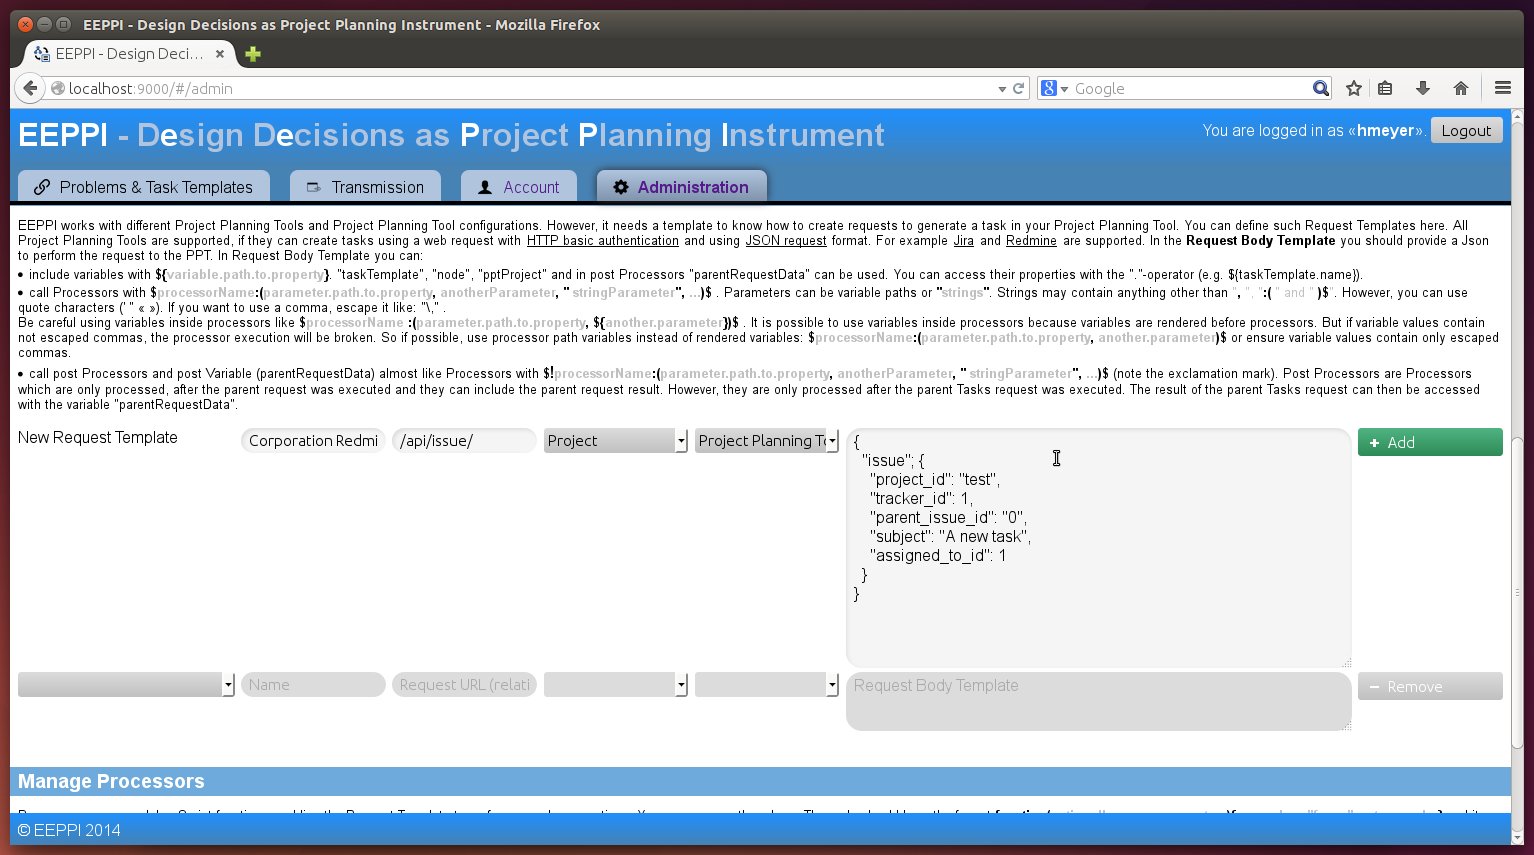 EEPPI - Design Decisions as Project Planning Instrument - Mozilla Firefox
EEPPI - Design Deci...
localhost:9000/#/admin
Google
EEPPI - Design Decisions as Project Planning Instrument
You are logged in as «hmeyer». Logout
Problems & Task Templates Transmission Account Administration
EEPPI works with different Project Planning Tools and Project Planning Tool configurations. However, it needs a template to know how to create requests to generate a task in your Project Planning Tool. You can define such Request Templates here. All
Project Planning Tools are supported, if they can create tasks using a web request with HTTP basic authentication and using JSON request format. For example Jira and Redmine are supported. In the Request Body Template you should provide a Json
to perform the request to the PPT. In Request Body Template you can:
• include variables with ${variable.path.to.property}. "taskTemplate", "node", "pptProject" and in post Processors "parentRequestData" can be used. You can access their properties with the "."-operator (e.g. ${taskTemplate.name}).
• call Processors with $processorName:(parameter.path.to.property, anotherParameter, " stringParameter", ...)$ . Parameters can be variable paths or "strings". Strings may contain anything other than ", ", ":( " and " )$". However, you can use
quote characters (' " « »). If you want to use a comma, escape it like: "\," .
Be careful using variables inside processors like $processorName :(parameter.path.to.property, ${another.parameter})$ . It is possible to use variables inside processors because variables are rendered before processors. But if variable values contain
not escaped commas, the processor execution will be broken. So if possible, use processor path variables instead of rendered variables: $processorName:(parameter.path.to.property, another.parameter)$ or ensure variable values contain only escaped
commas.
• call post Processors and post Variable (parentRequestData) almost like Processors with $!processorName:(parameter.path.to.property, anotherParameter, " stringParameter", ...)$ (note the exclamation mark). Post Processors are Processors
which are only processed, after the parent request was executed and they can include the parent request result. However, they are only processed after the parent Tasks request was executed. The result of the parent Tasks request can then be accessed
with the variable "parentRequestData".
New Request Template Corporation Redmi /api/issue/ Project Project Planning To + Add
{
"issue"; {
"project_id": "test",
"tracker_id": 1,
"parent_issue_id": "0",
"subject": "A new task",
"assigned_to_id": 1
}
}
Name Request URL (relati Request Body Template − Remove
Manage Processors
© EEPPI 2014